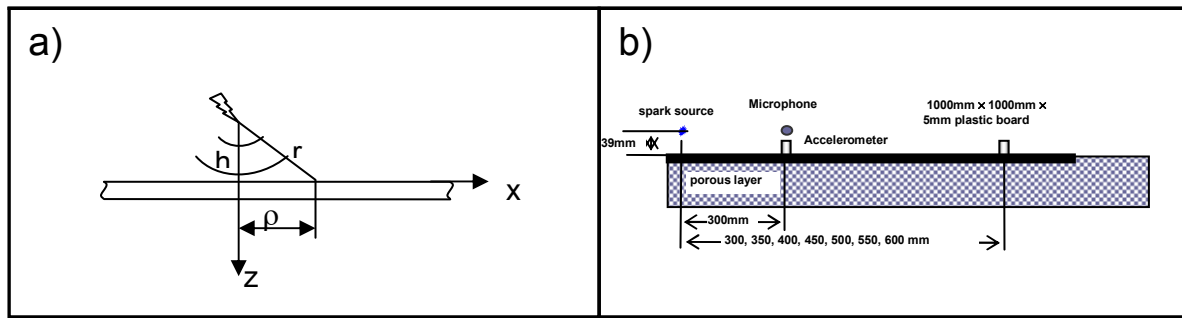 a)
h
r
x
ρ
z
b)
spark source
Microphone
1000mm × 1000mm ×
5mm plastic board
39mm
Accelerometer
porous layer
300mm
300, 350, 400, 450, 500, 550, 600 mm